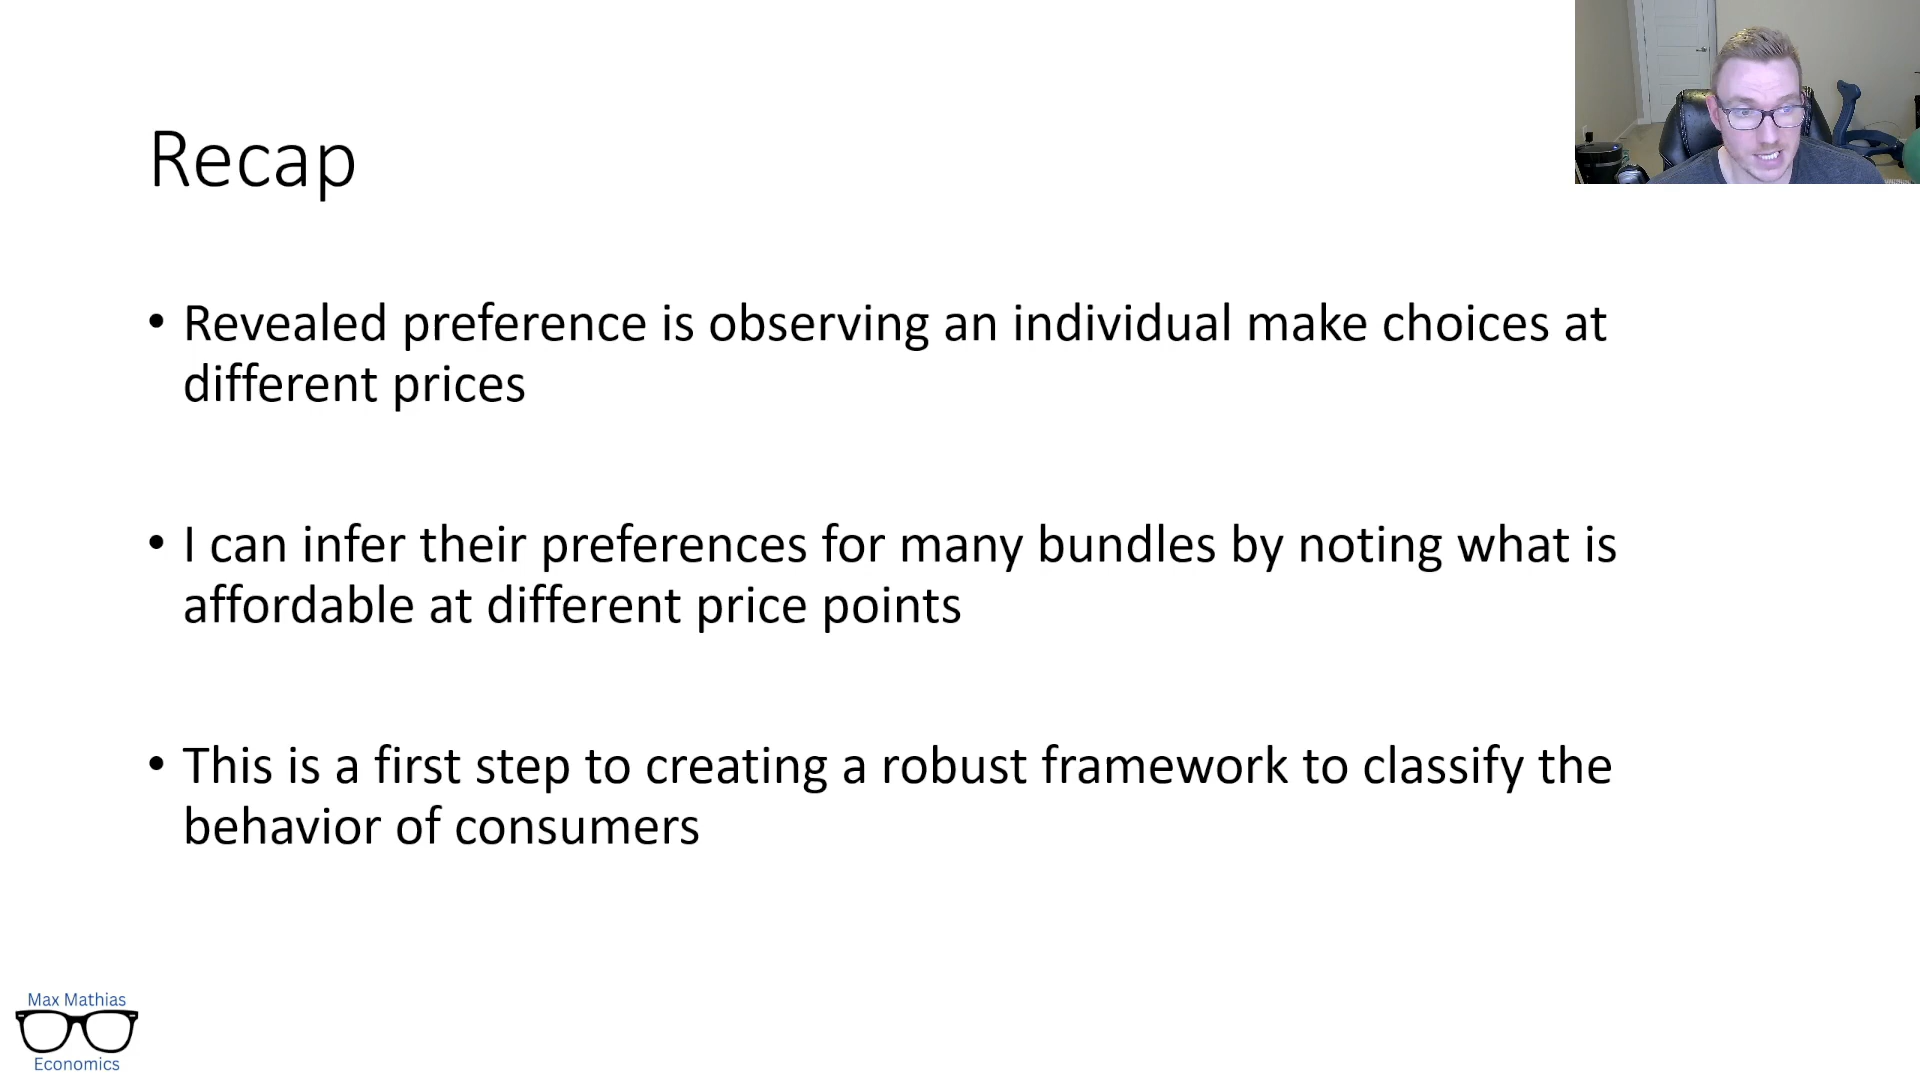 Recap
• Revealed preference is observing an individual make choices at
different prices
• I can infer their preferences for many bundles by noting what is
affordable at different price points
• This is a first step to creating a robust framework to classify the
behavior of consumers
Max Mathias
Economics